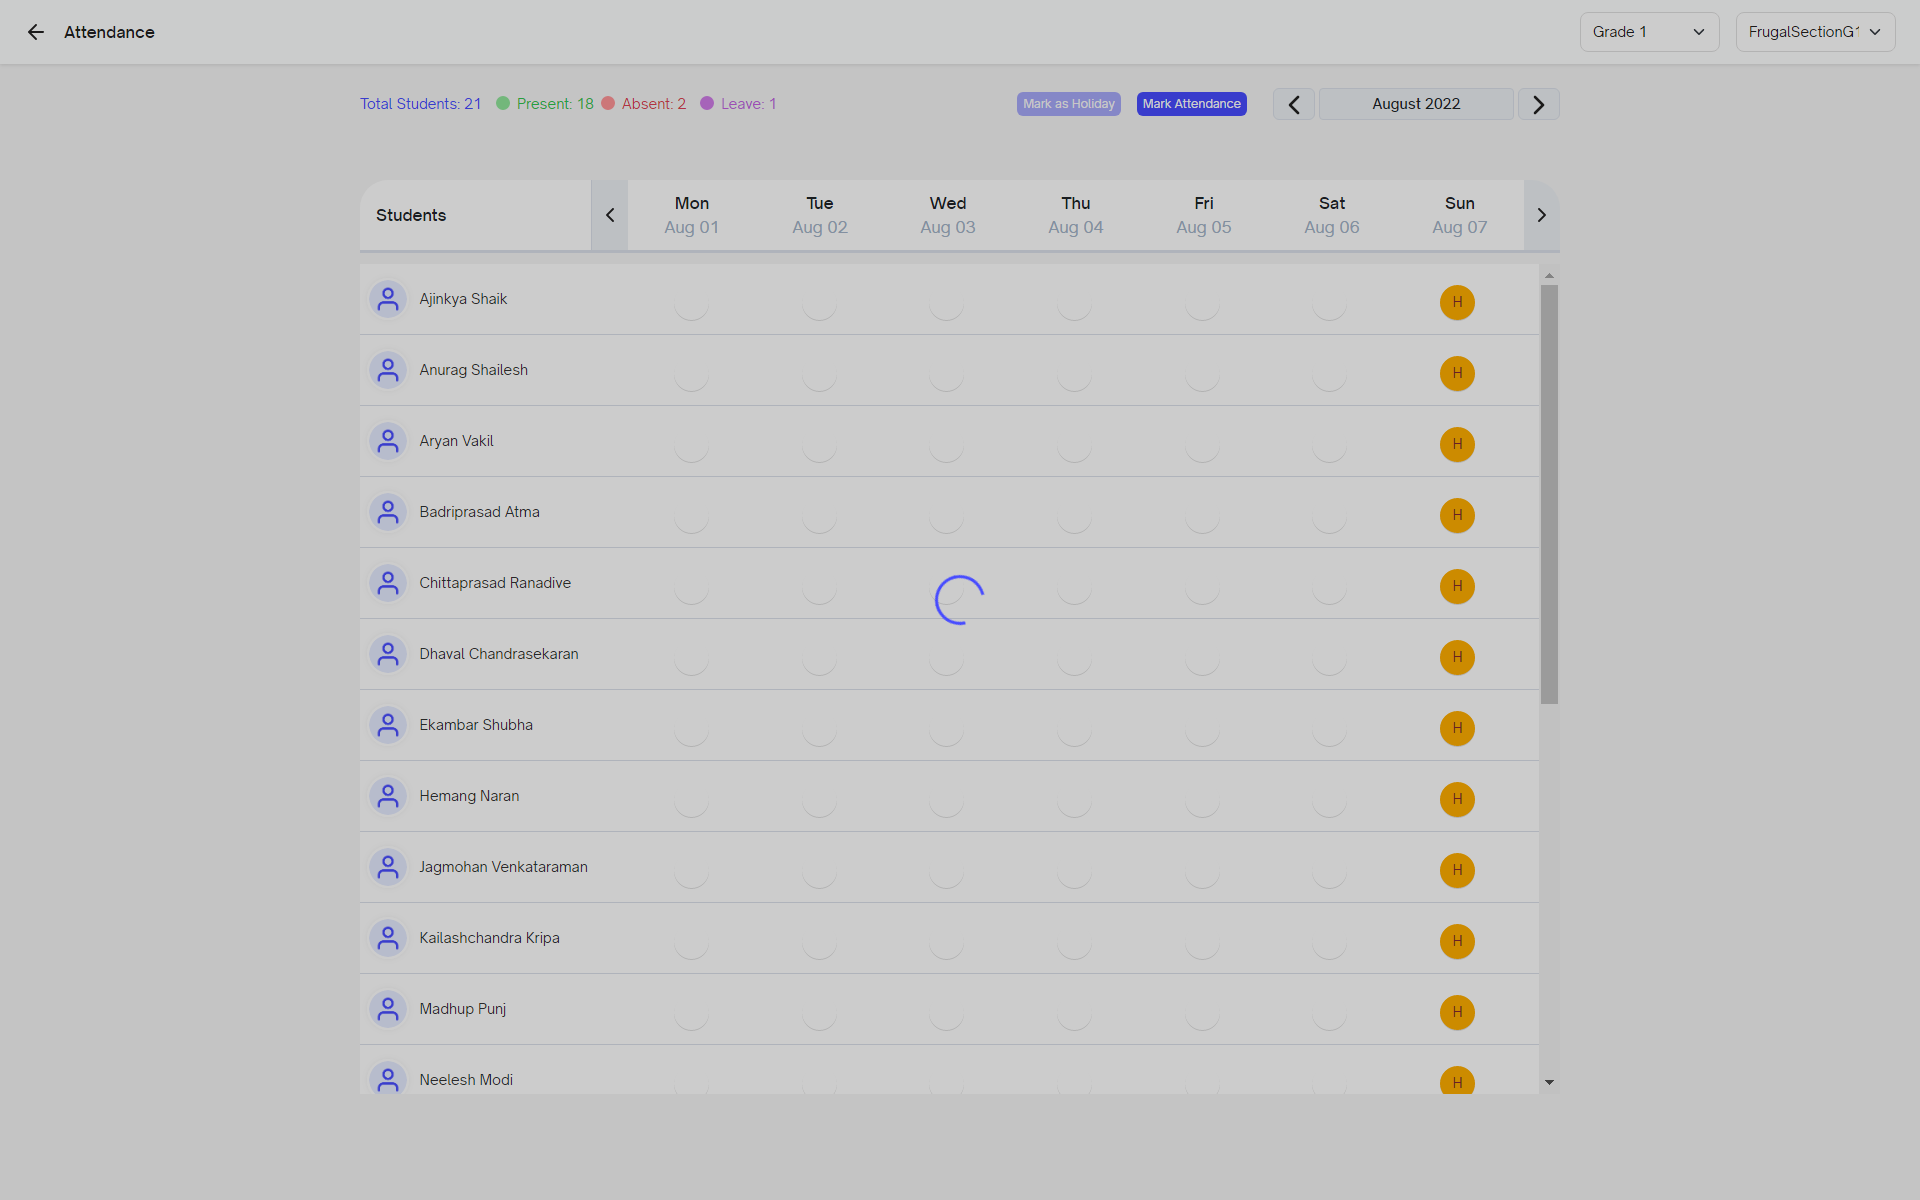 Attendance
Grade 1
FrugalSectionG1
Total Students: 21 Present: 18 Absent: 2 Leave: 1
Mark as Holiday
Mark Attendance
August 2022
Students
Mon Tue Wed Thu Fri Sat Sun
Aug 01 Aug 02 Aug 03 Aug 04 Aug 05 Aug 06 Aug 07
Ajinkya Shaik H
Anurag Shailesh H
Aryan Vakil H
Badriprasad Atma H
Chittaprasad Ranadive H
Dhaval Chandrasekaran H
Ekambar Shubha H
Hemang Naran H
Jagmohan Venkataraman H
Kailashchandra Kripa H
Madhup Punj H
Neelesh Modi H